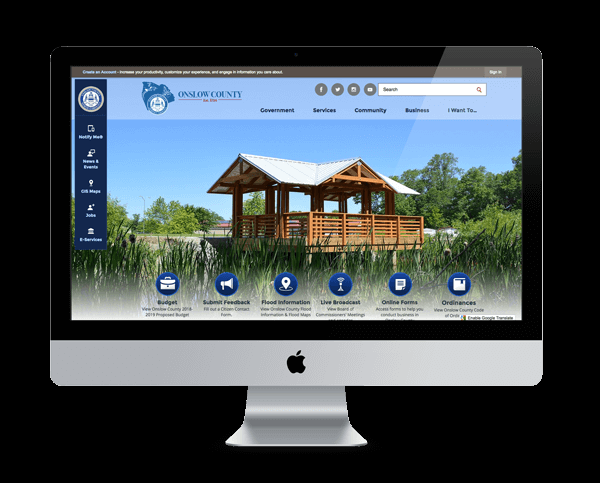 Create an Account - Increase your productivity, customize your experience, and engage in information you care about.
Sign In
ONSLOW COUNTY
Est. 1734
Search
Government Services Community Business I Want To...
Notify Me®
News &
Events
GIS Maps
Jobs
E-Services
Budget
View Onslow County 2018
2019 Proposed Budget
Submit Feedback
Fill out a Citizen Contact
Form.
Flood Information
View Onslow County Flood
Information & Flood Maps
Live Broadcast
View Board of
Commissioners' Meetings
Online Forms
Access forms to help you
conduct business in
Ordinances
View Onslow County Code
of Ordi
Enable Google Translate